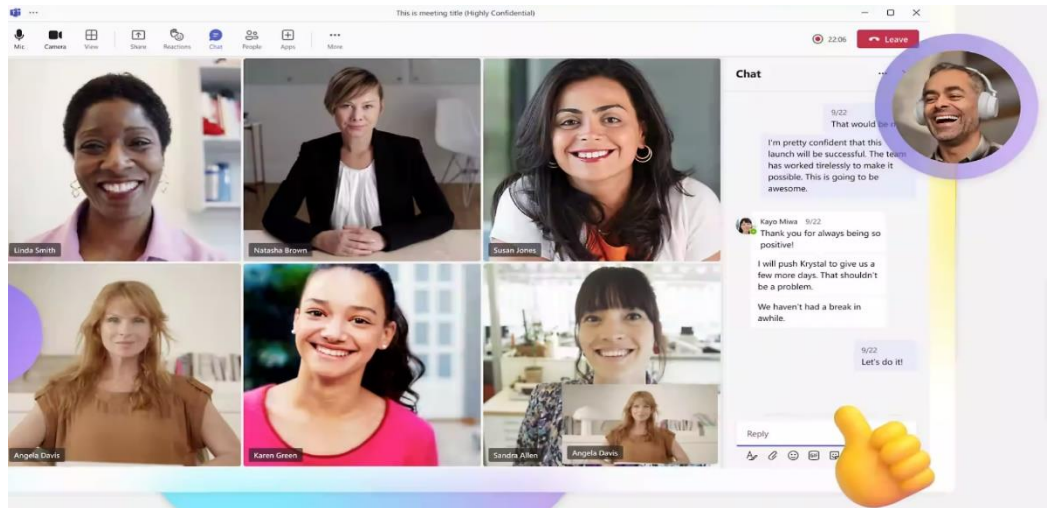 This is meeting title (Highly Confidential)
Mic
Camera
View
Share
Reactions
Chat
People
Apps
More
22:06
Leave
Linda Smith
Natasha Brown
Susan Jones
Angela Davis
Karen Green
Sandra Allen
Angela Davis
Chat
9/22
That would be
I'm pretty confident that this
launch will be successful. The team
has worked tirelessly to make it
possible. This is going to be
awesome.
Kayo Miwa 9/22
Thank you for always being so
positive!
I will push Krystal to give us a
few more days. That shouldn't
be a problem.
We haven't had a break in
awhile.
9/22
Let's do it!
Reply